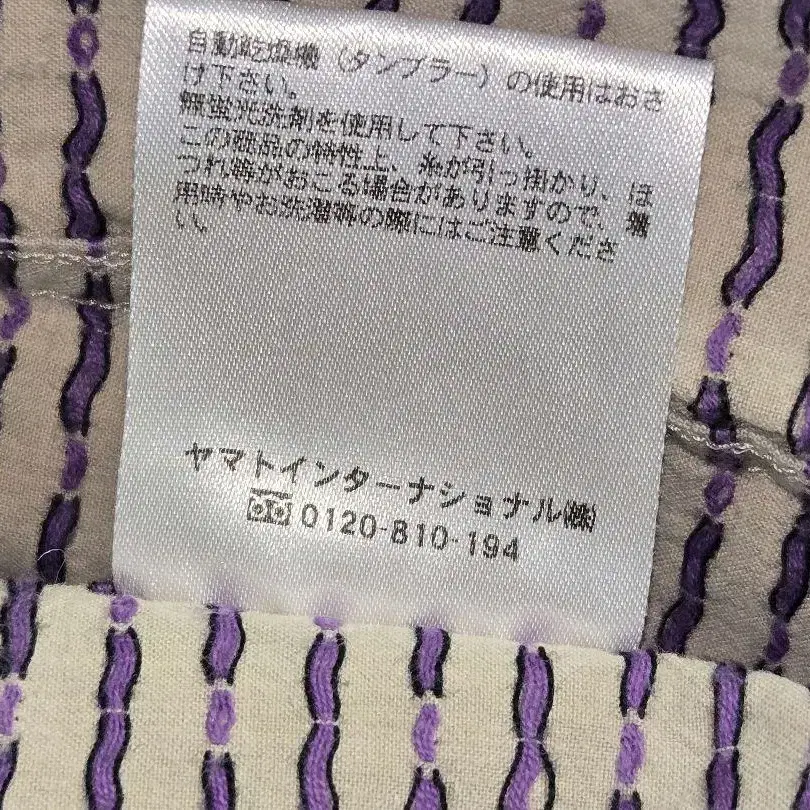 自動乾燥機（タンブラー）の使用はおさ
け下さい。
無蛍光洗剤を使用して下さい。
この商品の特性上、糸が引っ掛かり、ほ
つれ等がおこる場合がありますので、着
用時やお洗濯等の際にはご注意くださ
い。
ヤマトインターナショナル㈱
0120-810-194